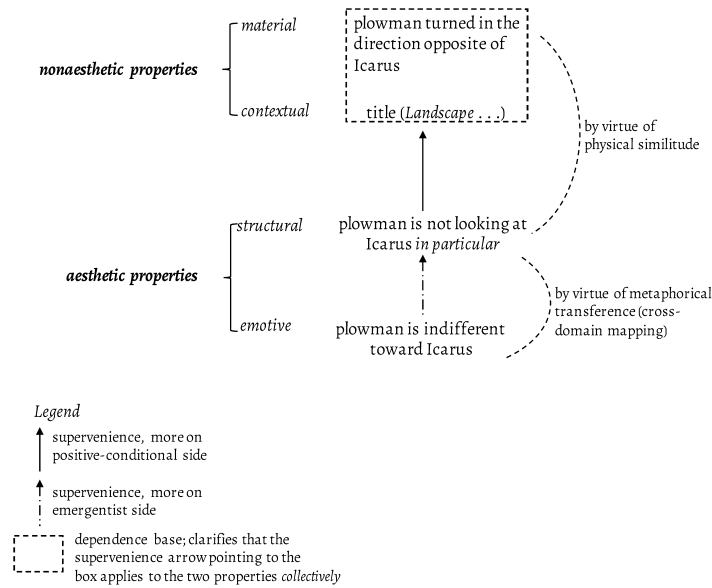 material
plowman turned in the
direction opposite of
Icarus
nonaesthetic properties
contextual
title (Landscape . . .)
by virtue of
physical similitude
structural
plowman is not looking at
Icarus in particular
aesthetic properties
by virtue of metaphorical
transference (cross-
domain mapping)
emotive
plowman is indifferent
toward Icarus
Legend
supervenience, more on
positive-conditional side
supervenience, more on
emergentist side
dependence base; clarifies that the
supervenience arrow pointing to the
box applies to the two properties collectively